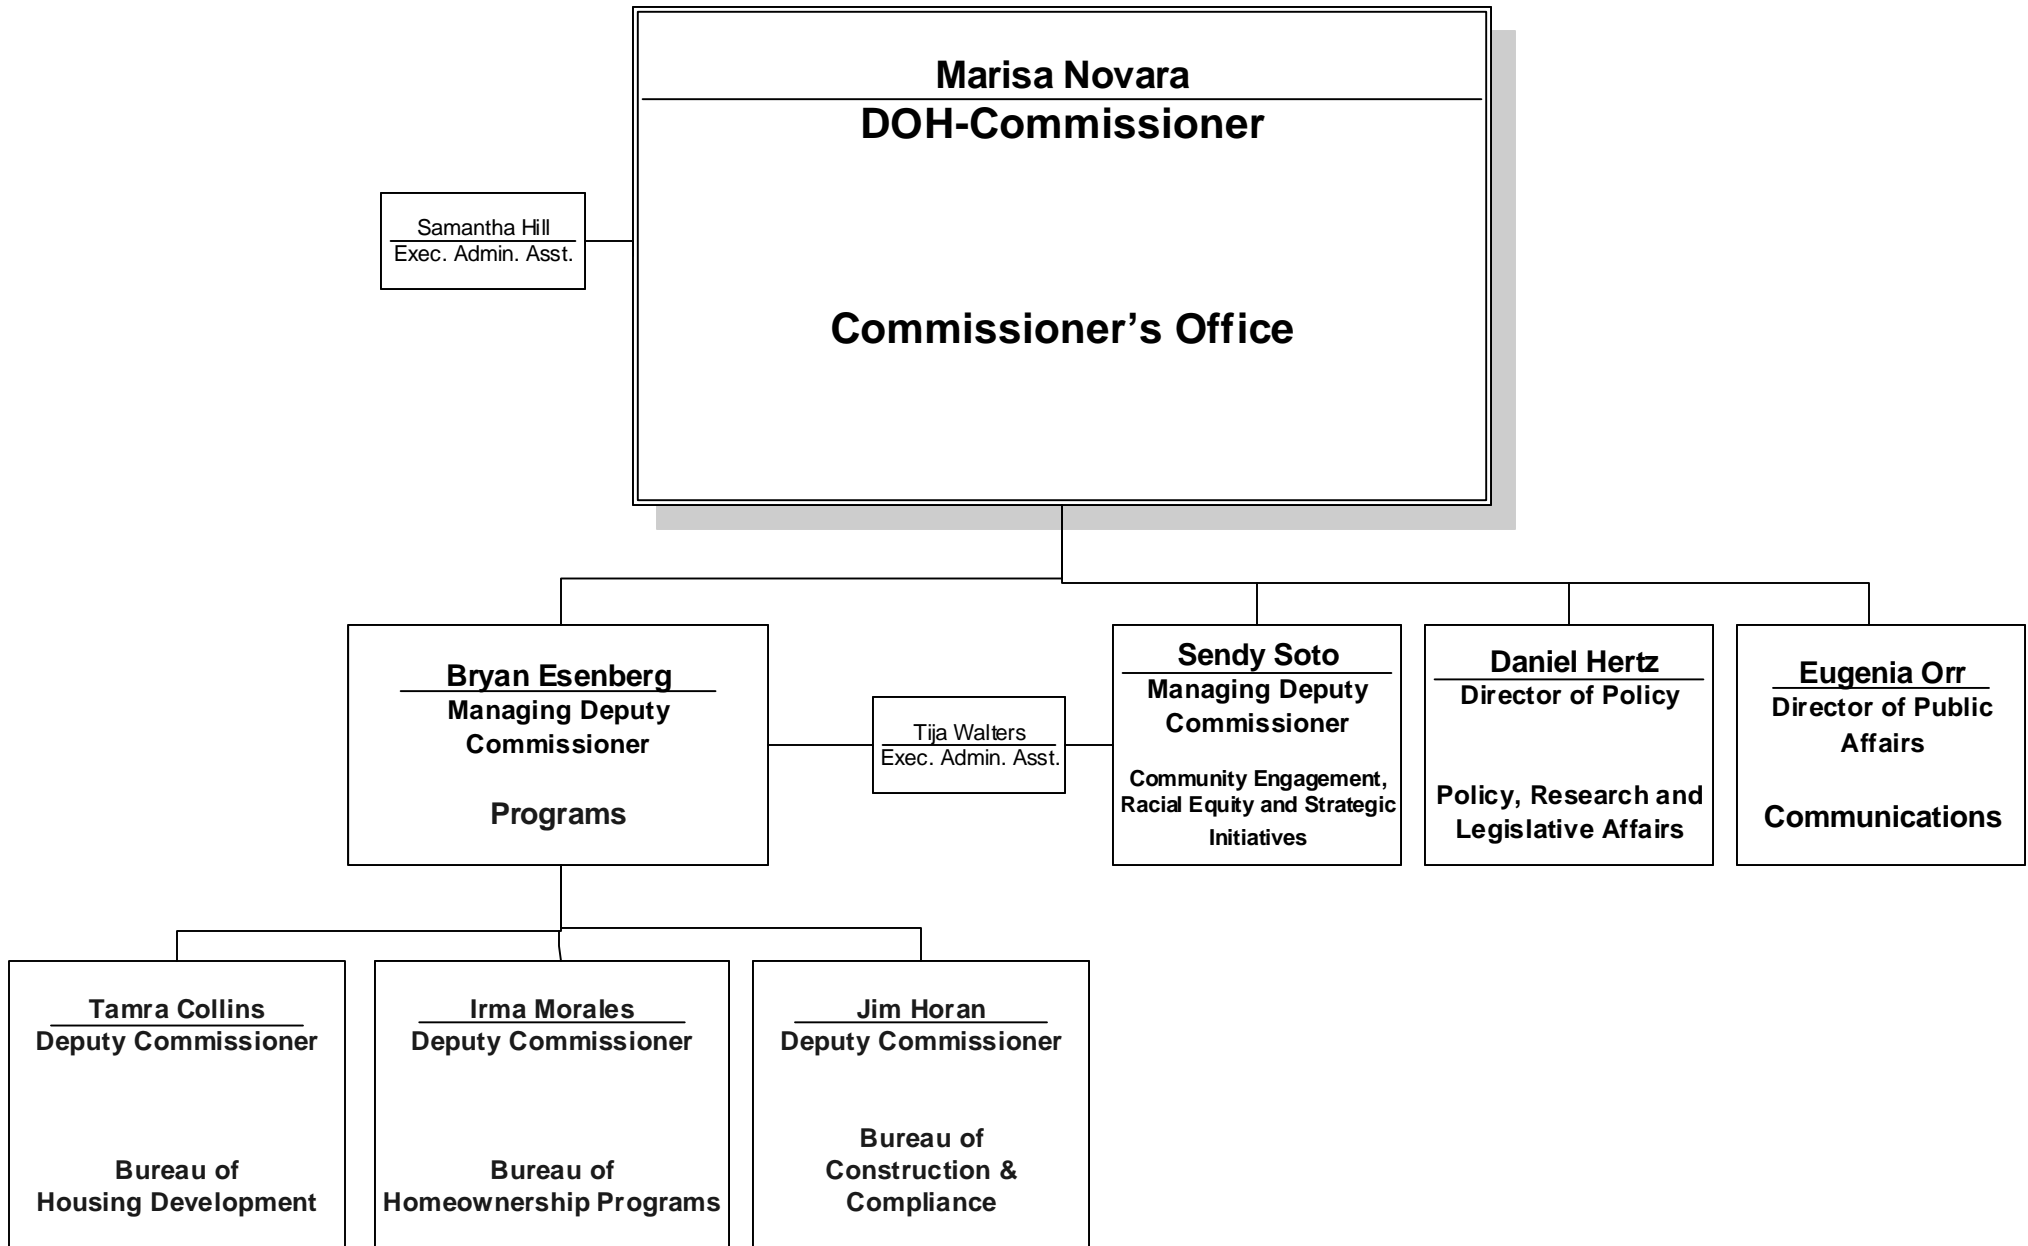 Marisa Novara
DOH-Commissioner
Samantha Hill
Exec. Admin. Asst.
Commissioner’s Office
Bryan Esenberg
Managing Deputy
Commissioner
Programs
Tija Walters
Exec. Admin. Asst.
Sendy Soto
Managing Deputy
Commissioner
Community Engagement,
Racial Equity and Strategic
Initiatives
Daniel Hertz
Director of Policy
Policy, Research and
Legislative Affairs
Eugenia Orr
Director of Public
Affairs
Communications
Tamra Collins
Deputy Commissioner
Bureau of
Housing Development
Irma Morales
Deputy Commissioner
Bureau of
Homeownership Programs
Jim Horan
Deputy Commissioner
Bureau of
Construction &
Compliance